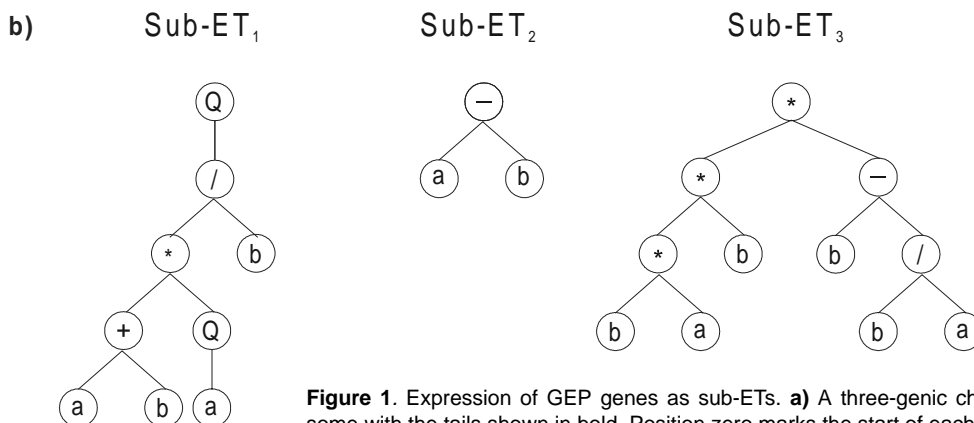 b) Sub-ET₁ Sub-ET₂ Sub-ET₃
Q − *
/ a b * −
* b * b b /
+ Q b a b a
a b a
Figure 1. Expression of GEP genes as sub-ETs. a) A three-genic ch
some with the tails shown in bold. Position zero marks the start of each